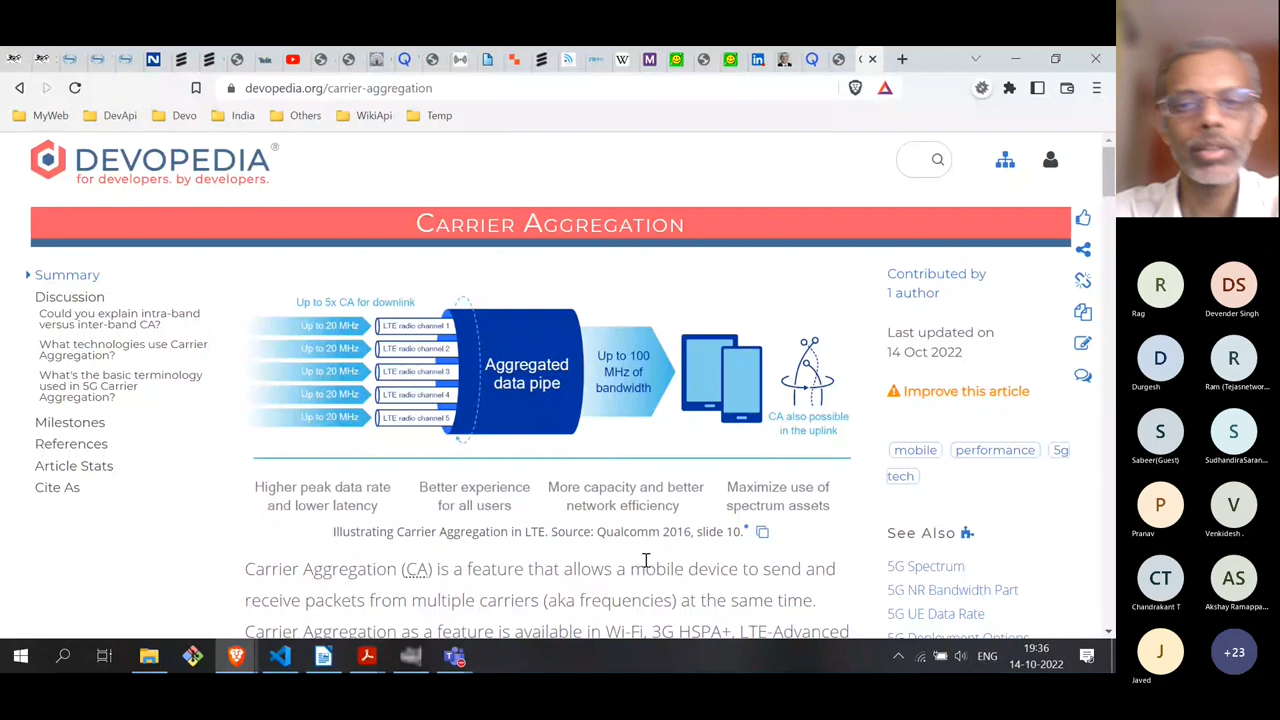 devopedia.org/carrier-aggregation
MyWeb
DevApi
Devo
India
Others
WikiApi
Temp
DEVOPEDIA®
for developers. by developers.
CARRIER AGGREGATION
Summary
Discussion
Could you explain intra-band
versus inter-band CA?
What technologies use Carrier
Aggregation?
What's the basic terminology
used in 5G Carrier
Aggregation?
Milestones
References
Article Stats
Cite As
Up to 5x CA for downlink
Up to 20 MHz
LTE radio channel 1
Up to 20 MHz
LTE radio channel 2
Up to 20 MHz
LTE radio channel 3
Up to 20 MHz
LTE radio channel 4
Up to 20 MHz
LTE radio channel 5
Aggregated
data pipe
Up to 100
MHz of
bandwidth
CA also possible
in the uplink
Higher peak data rate
and lower latency
Better experience
for all users
More capacity and better
network efficiency
Maximize use of
spectrum assets
Illustrating Carrier Aggregation in LTE. Source: Qualcomm 2016, slide 10.
Carrier Aggregation (CA) is a feature that allows a mobile device to send and
receive packets from multiple carriers (aka frequencies) at the same time.
Carrier Aggregation as a feature is available in Wi-Fi, 3G HSPA+, LTE-Advanced
Contributed by
1 author
Last updated on
14 Oct 2022
Improve this article
mobile
performance
5g
tech
See Also
5G Spectrum
5G NR Bandwidth Part
5G UE Data Rate
5G Deployment Options
ENG
19:36
14-10-2022
R
Rag
DS
Devender Singh
D
Durgesh
R
Ram (Tejasnetwor...
S
Sabeer(Guest)
S
SudhandiraSaran...
P
Pranav
V
Venkidesh .
CT
Chandrakant T
AS
Akshay Ramappa...
J
Javed
+23